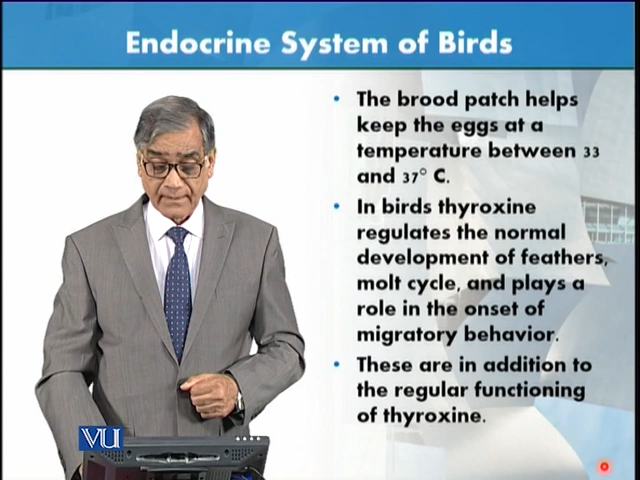 Endocrine System of Birds
• The brood patch helps
keep the eggs at a
temperature between 33
and 37° C.
• In birds thyroxine
regulates the normal
development of feathers,
molt cycle, and plays a
role in the onset of
migratory behavior.
• These are in addition to
the regular functioning
of thyroxine.
VU